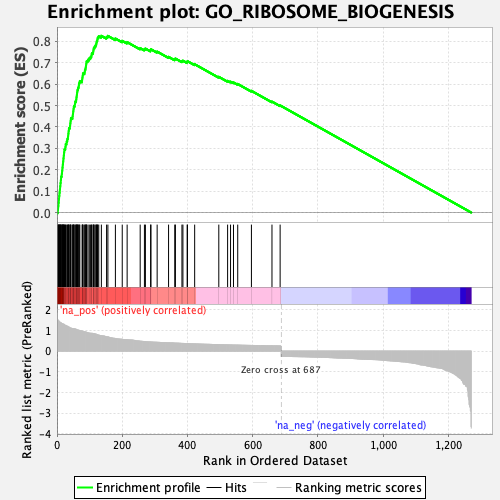 Enrichment plot: GO_RIBOSOME_BIOGENESIS
Enrichment score (ES)
0.8
0.7
0.6
0.5
0.4
0.3
0.2
0.1
0.0
'na_pos' (positively correlated)
Ranked list metric (PreRanked)
2
1
0
-1
-2
-3
-4
Zero cross at 687
'na_neg' (negatively correlated)
0
200
400
600
800
1,000
1,200
Rank in Ordered Dataset
Enrichment profile
Hits
Ranking metric scores